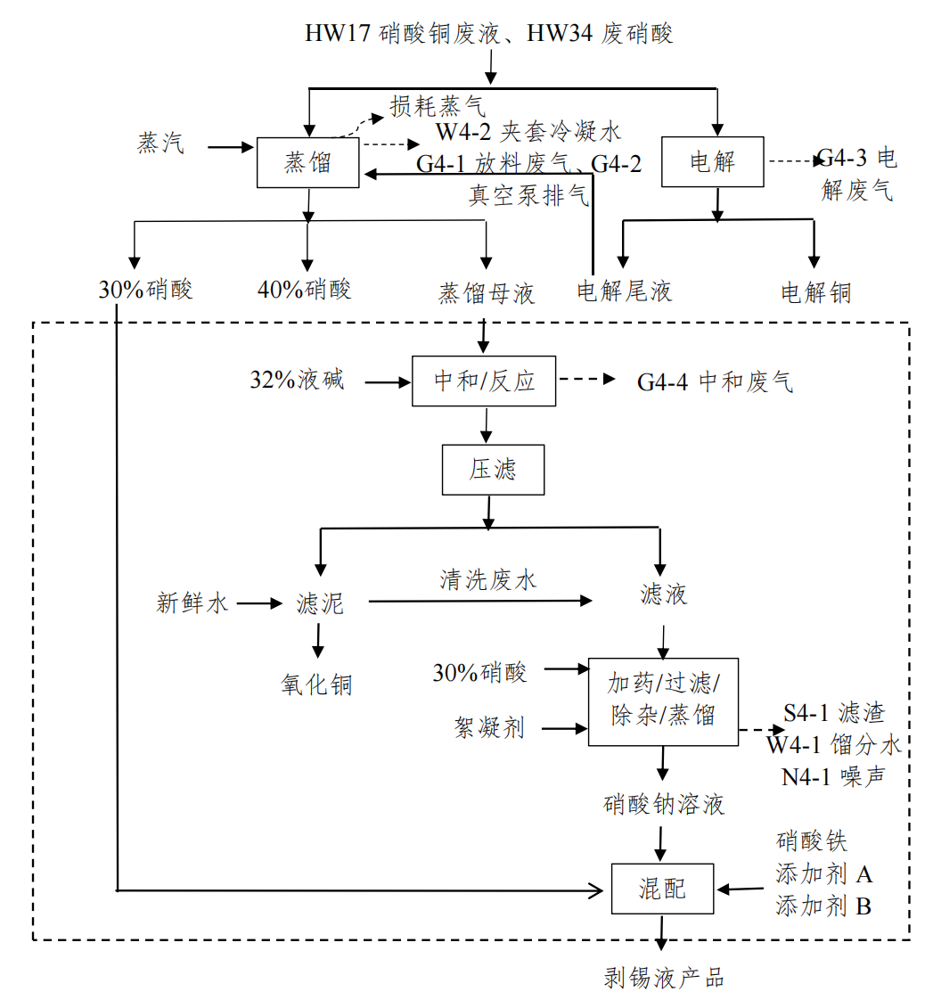 HW17 硝酸铜废液、HW34 废硝酸
损耗蒸气
蒸汽
蒸馏
W4-2 夹套冷凝水
G4-1 放料废气、G4-2
真空泵排气
电解
G4-3 电
解废气
30%硝酸
40%硝酸
蒸馏母液
电解尾液
电解铜
32%液碱
中和/反应
G4-4 中和废气
压滤
新鲜水
滤泥
清洗废水
滤液
氧化铜
30%硝酸
絮凝剂
加药/过滤/
除杂/蒸馏
S4-1 滤渣
W4-1 馏分水
N4-1 噪声
硝酸钠溶液
混配
硝酸铁
添加剂 A
添加剂 B
剥锡液产品